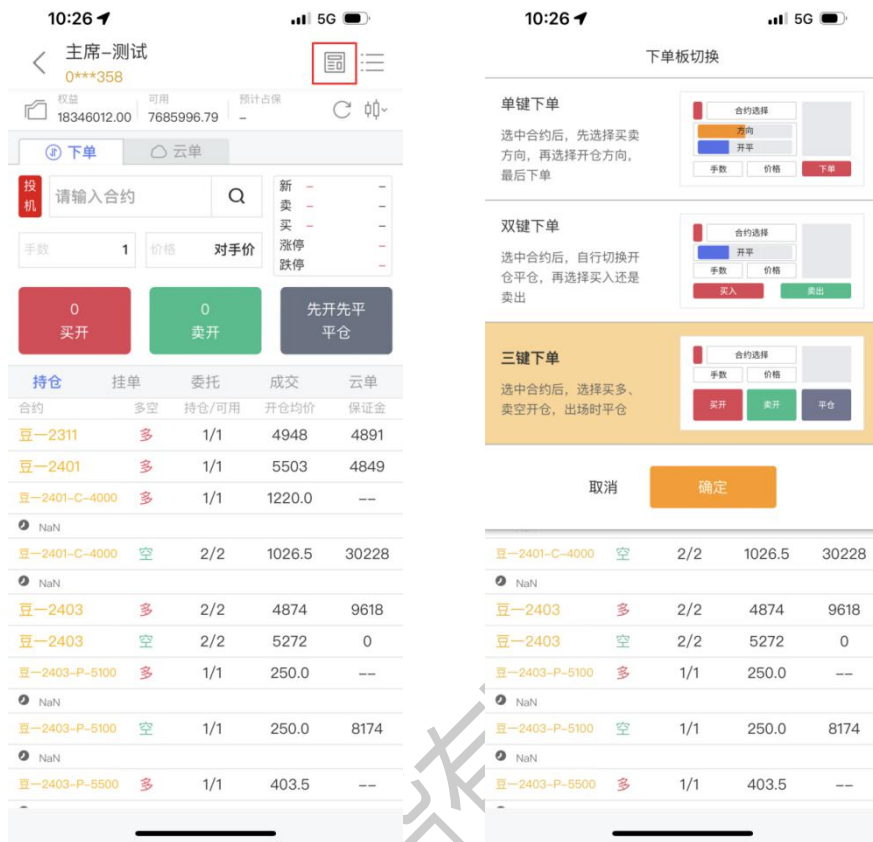 10:26
5G
主席-测试
0***358
权益
可用
预计占保
18346012.00
7685996.79
-
下单
云单
投机
请输入合约
新 - -
卖 - -
买 - -
涨停 -
跌停 -
手数 1
价格 对手价
0
买开
0
卖开
先开先平
平仓
持仓 挂单 委托 成交 云单
合约 多空 持仓/可用 开仓均价 保证金
豆一2311 多 1/1 4948 4891
豆一2401 多 1/1 5503 4849
豆一2401-C-4000 多 1/1 1220.0 --
NaN
豆一2401-C-4000 空 2/2 1026.5 30228
NaN
豆一2403 多 2/2 4874 9618
豆一2403 空 2/2 5272 0
豆一2403-P-5100 多 1/1 250.0 --
NaN
豆一2403-P-5100 空 1/1 250.0 8174
NaN
豆一2403-P-5500 多 1/1 403.5 --
10:26
5G
下单板切换
单键下单
选中合约后，先选择买卖
方向，再选择开仓方向，
最后下单
合约选择
方向
开平
手数 价格 下单
双键下单
选中合约后，自行切换开
仓平仓，再选择买入还是
卖出
合约选择
开平
手数 价格
买入 卖出
三键下单
选中合约后，选择买多、
卖空开仓，出场时平仓
合约选择
手数 价格
买开 卖开 平仓
取消 确定
豆一2401-C-4000 空 2/2 1026.5 30228
NaN
豆一2403 多 2/2 4874 9618
豆一2403 空 2/2 5272 0
豆一2403-P-5100 多 1/1 250.0 --
NaN
豆一2403-P-5100 空 1/1 250.0 8174
NaN
豆一2403-P-5500 多 1/1 403.5 --